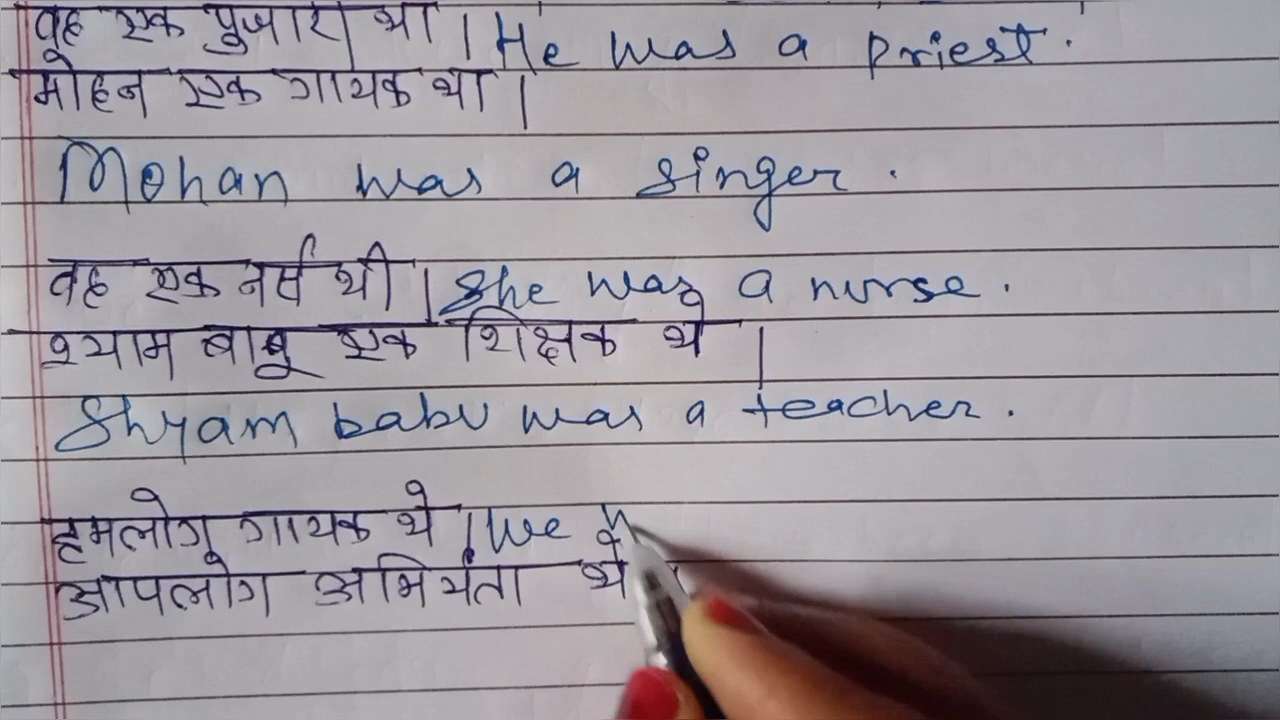 वह एक पुजारी था। He was a priest.
मोहन एक गायक था।
Mohan was a singer.
वह एक नर्स थी। She was a nurse.
श्याम बाबू एक शिक्षक थे।
Shyam babu was a teacher.
हमलोग गायक थे। We
आपलोग अभियंता थे